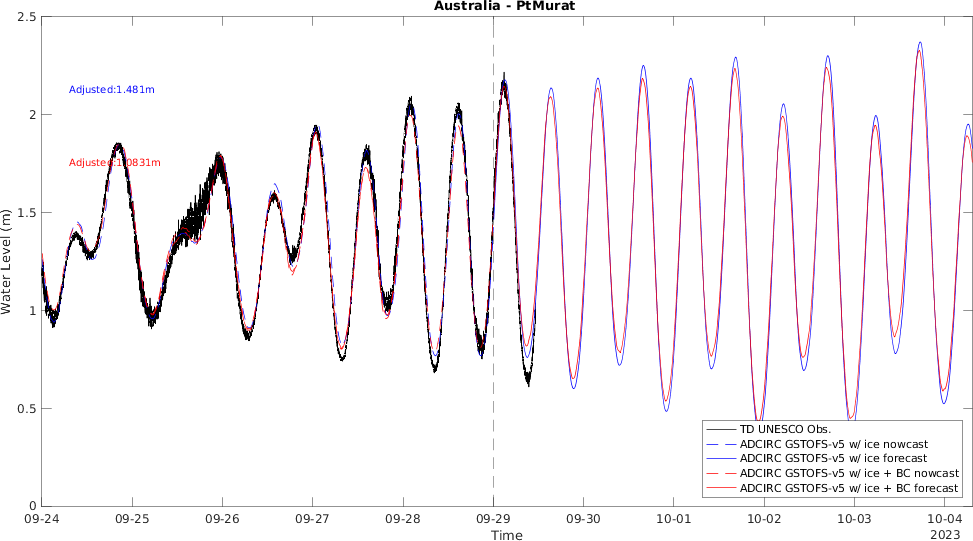 Australia - PtMurat
2.5
2
1.5
1
0.5
0
Water Level (m)
Adjusted:1.481m
Adjusted:1.0831m
TD UNESCO Obs.
ADCIRC GSTOFS-v5 w/ ice nowcast
ADCIRC GSTOFS-v5 w/ ice forecast
ADCIRC GSTOFS-v5 w/ ice + BC nowcast
ADCIRC GSTOFS-v5 w/ ice + BC forecast
09-24 09-25 09-26 09-27 09-28 09-29 09-30 10-01 10-02 10-03 10-04
2023
Time